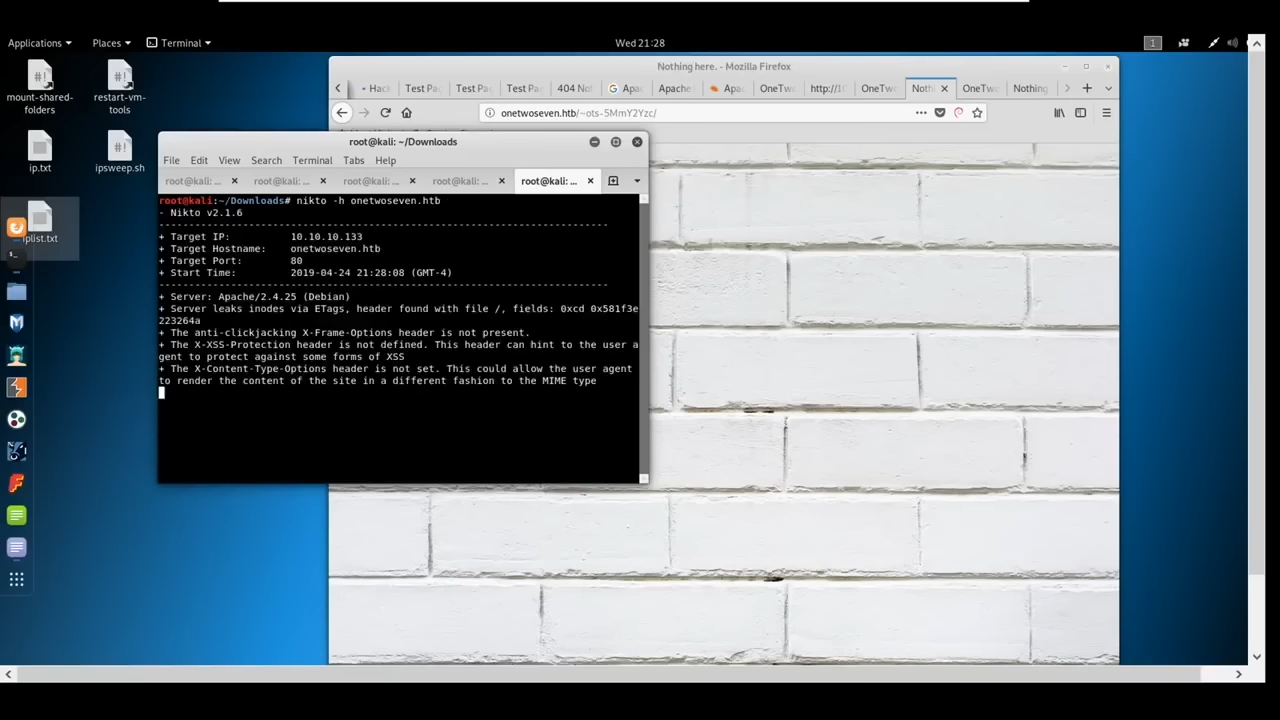 Applications
Places
Terminal
Wed 21:28
1
mount-shared-folders
restart-vm-tools
ip.txt
ipsweep.sh
iplist.txt
Nothing here. - Mozilla Firefox
Hack
Test Pa
Test Pa
Test Pa
404 Not
Apa
Apache
Apa
OneTw
http://1
OneTw
Noth
OneTw
Nothing
onetwoseven.htb/~ots-5MmY2Yzc/
root@kali: ~/Downloads
File Edit View Search Terminal Tabs Help
root@kali: ...
root@kali: ...
root@kali: ...
root@kali: ...
root@kali: ...
root@kali:~/Downloads# nikto -h onetwoseven.htb
- Nikto v2.1.6
---------------------------------------------------------------------------
+ Target IP: 10.10.10.133
+ Target Hostname: onetwoseven.htb
+ Target Port: 80
+ Start Time: 2019-04-24 21:28:08 (GMT-4)
---------------------------------------------------------------------------
+ Server: Apache/2.4.25 (Debian)
+ Server leaks inodes via ETags, header found with file /, fields: 0xcd 0x581f3e
223264a
+ The anti-clickjacking X-Frame-Options header is not present.
+ The X-XSS-Protection header is not defined. This header can hint to the user a
gent to protect against some forms of XSS
+ The X-Content-Type-Options header is not set. This could allow the user agent
to render the content of the site in a different fashion to the MIME type